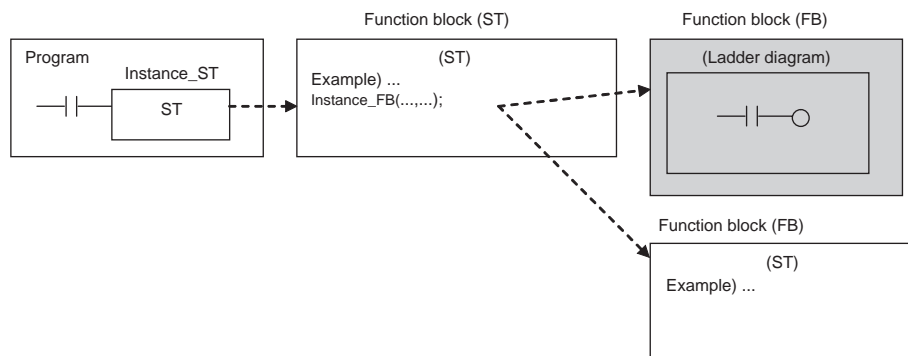 Program
Instance_ST
ST
Function block (ST)
(ST)
Example) ...
Instance_FB(...,...);
Function block (FB)
(Ladder diagram)
Function block (FB)
(ST)
Example) ...